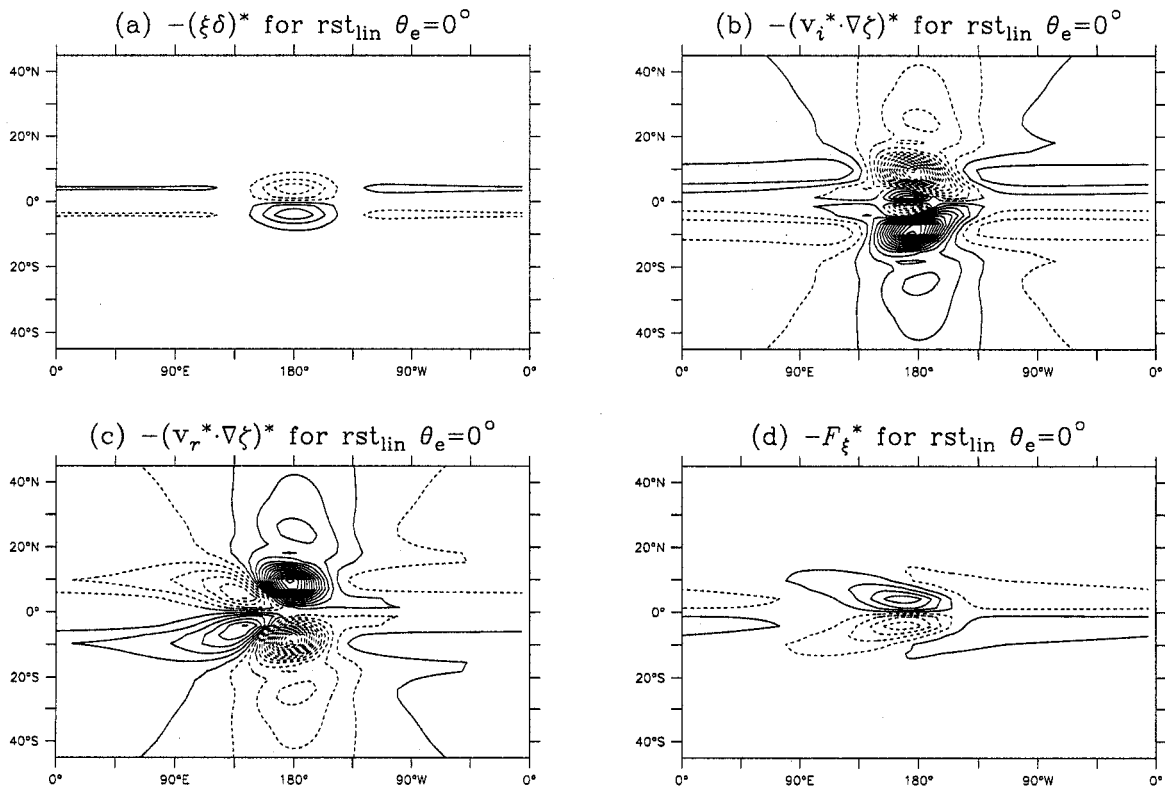 (a) −(ξδ)* for rst_lin θ_e=0°
40°N
20°N
0°
20°S
40°S
0° 90°E 180° 90°W 0°
(b) −(v_i*·∇ζ)* for rst_lin θ_e=0°
40°N
20°N
0°
20°S
40°S
0° 90°E 180° 90°W 0°
(c) −(v_r*·∇ζ)* for rst_lin θ_e=0°
40°N
20°N
0°
20°S
40°S
0° 90°E 180° 90°W 0°
(d) −F_ξ* for rst_lin θ_e=0°
40°N
20°N
0°
20°S
40°S
0° 90°E 180° 90°W 0°